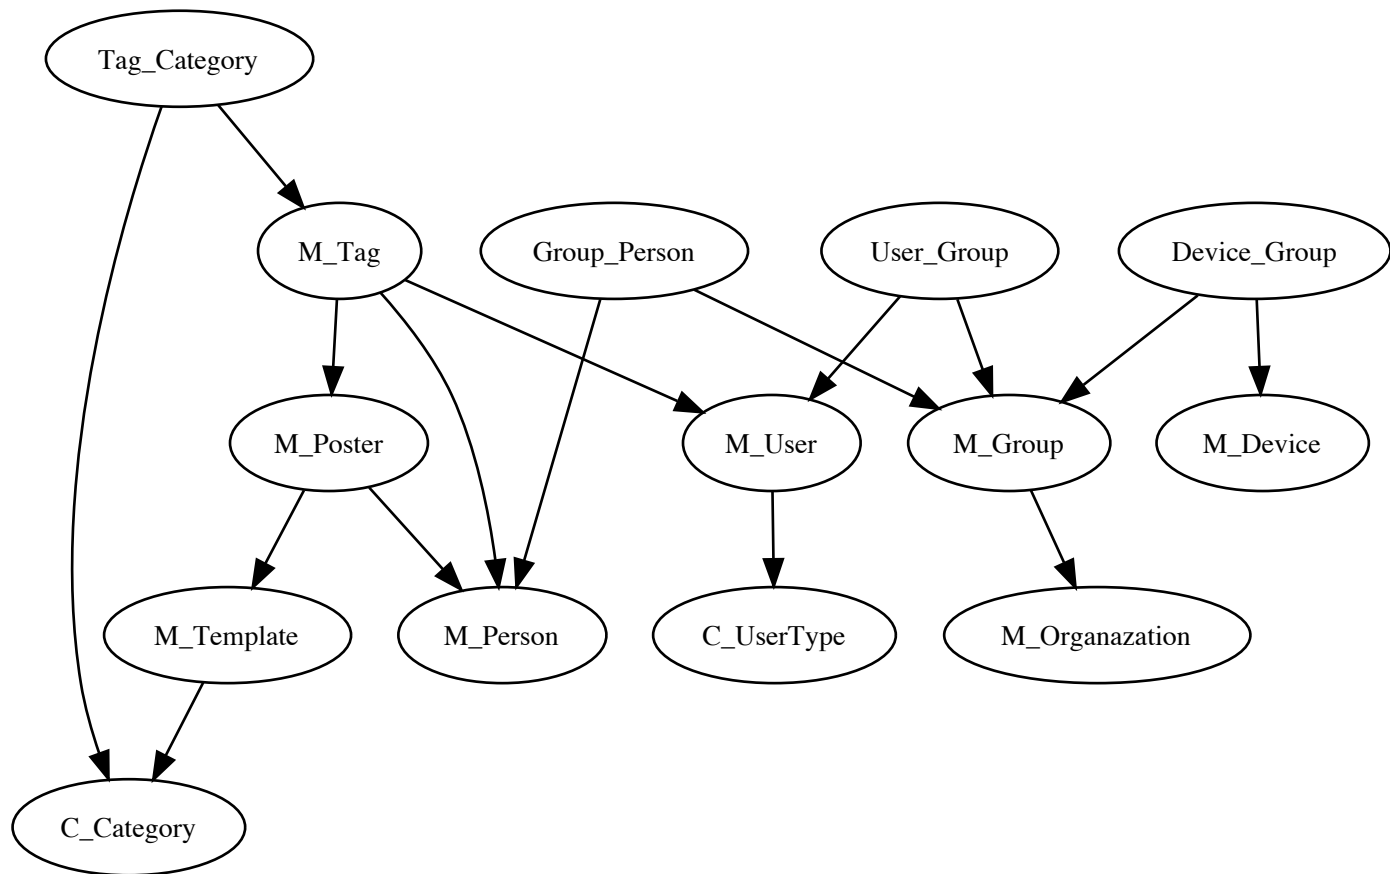 Tag_Category
M_Tag
Group_Person
User_Group
Device_Group
M_Poster
M_User
M_Group
M_Device
M_Template
M_Person
C_UserType
M_Organazation
C_Category